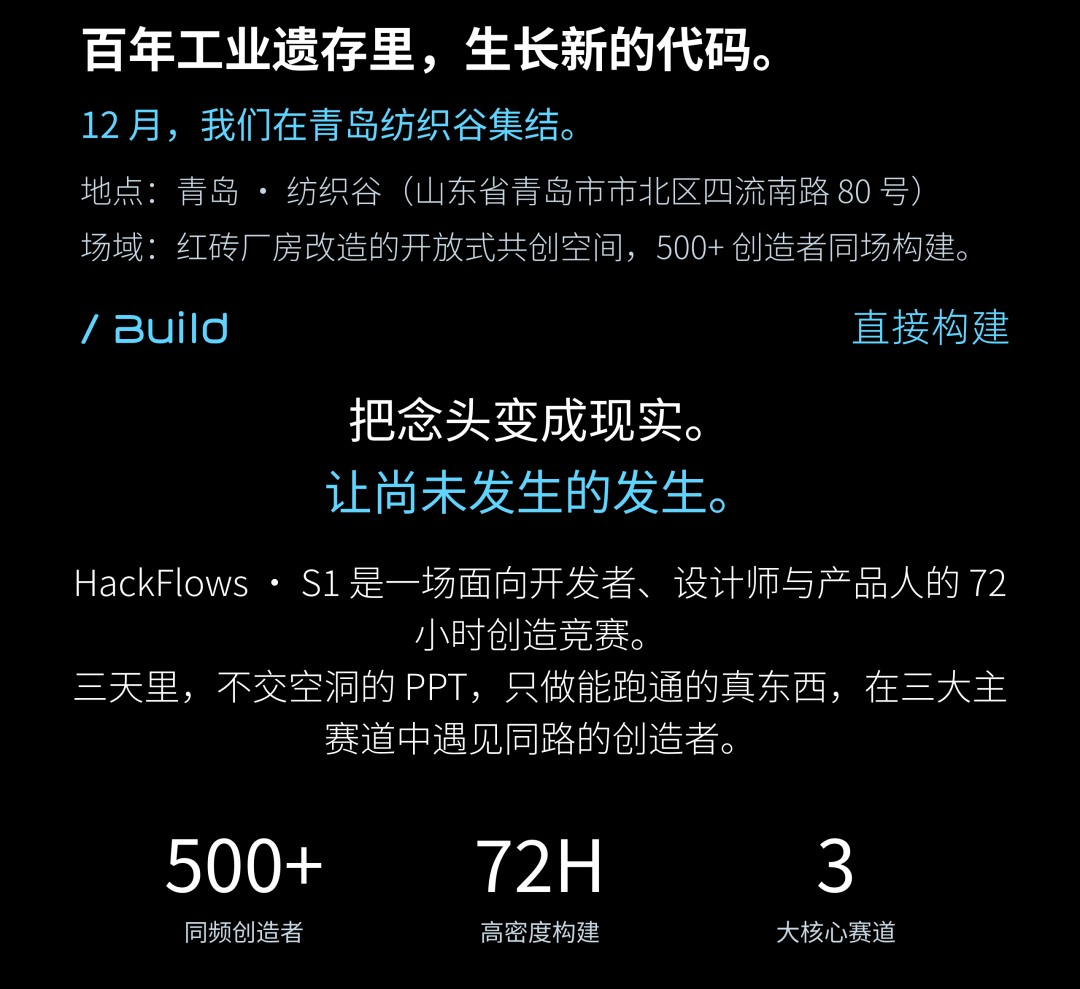 百年工业遗存里，生长新的代码。
12 月，我们在青岛纺织谷集结。
地点：青岛 · 纺织谷（山东省青岛市市北区四流南路 80 号）
场域：红砖厂房改造的开放式共创空间，500+ 创造者同场构建。
/ Build 直接构建
把念头变成现实。
让尚未发生的发生。
HackFlows · S1 是一场面向开发者、设计师与产品人的 72
小时创造竞赛。
三天里，不交空洞的 PPT，只做能跑通的真东西，在三大主
赛道中遇见同路的创造者。
500+ 72H 3
同频创造者 高密度构建 大核心赛道